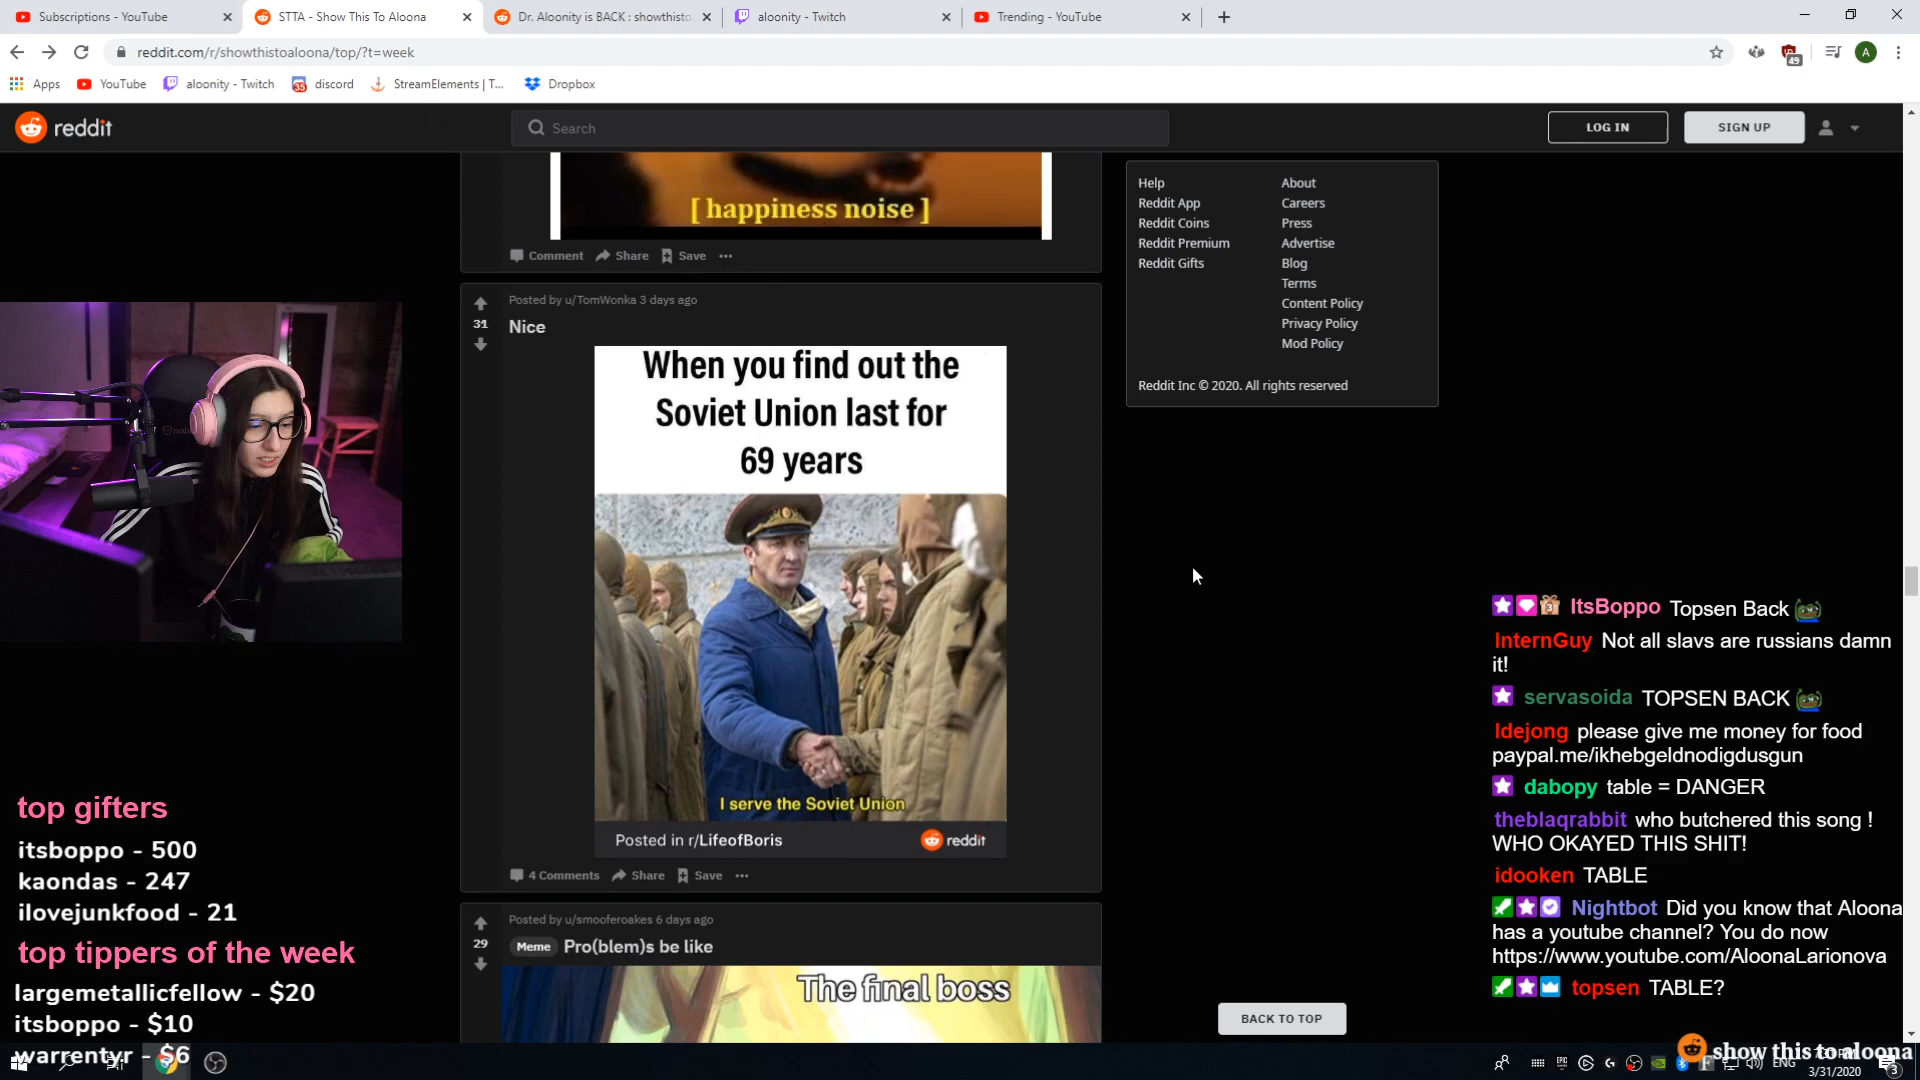 Subscriptions - YouTube
STTA - Show This To Aloona
Dr. Aloonity is BACK : showthisto
aloonity - Twitch
Trending - YouTube
reddit.com/r/showthistoaloona/top/?t=week
49
A
Apps
YouTube
aloonity - Twitch
35
discord
StreamElements | T...
Dropbox
reddit
Search
LOG IN
SIGN UP
[ happiness noise ]
Comment
Share
Save
Help
Reddit App
Reddit Coins
Reddit Premium
Reddit Gifts
About
Careers
Press
Advertise
Blog
Terms
Content Policy
Privacy Policy
Mod Policy
Reddit Inc © 2020. All rights reserved
Posted by u/TomWonka 3 days ago
31
Nice
When you find out the
Soviet Union last for
69 years
I serve the Soviet Union
Posted in r/LifeofBoris
reddit
4 Comments
Share
Save
Posted by u/smooferoakes 6 days ago
29
Meme
Pro(blem)s be like
The final boss
BACK TO TOP
top gifters
itsboppo - 500
kaondas - 247
ilovejunkfood - 21
top tippers of the week
largemetallicfellow - $20
itsboppo - $10
warrentyr - $6
3
ItsBoppo Topsen Back
InternGuy Not all slavs are russians damn
it!
servasoida TOPSEN BACK
Idejong please give me money for food
paypal.me/ikhebgeldnodigdusgun
dabopy table = DANGER
theblaqrabbit who butchered this song !
WHO OKAYED THIS SHIT!
idooken TABLE
Nightbot Did you know that Aloona
has a youtube channel? You do now
https://www.youtube.com/AloonaLarionova
topsen TABLE?
show this to aloona
ENG
3/31/2020
3